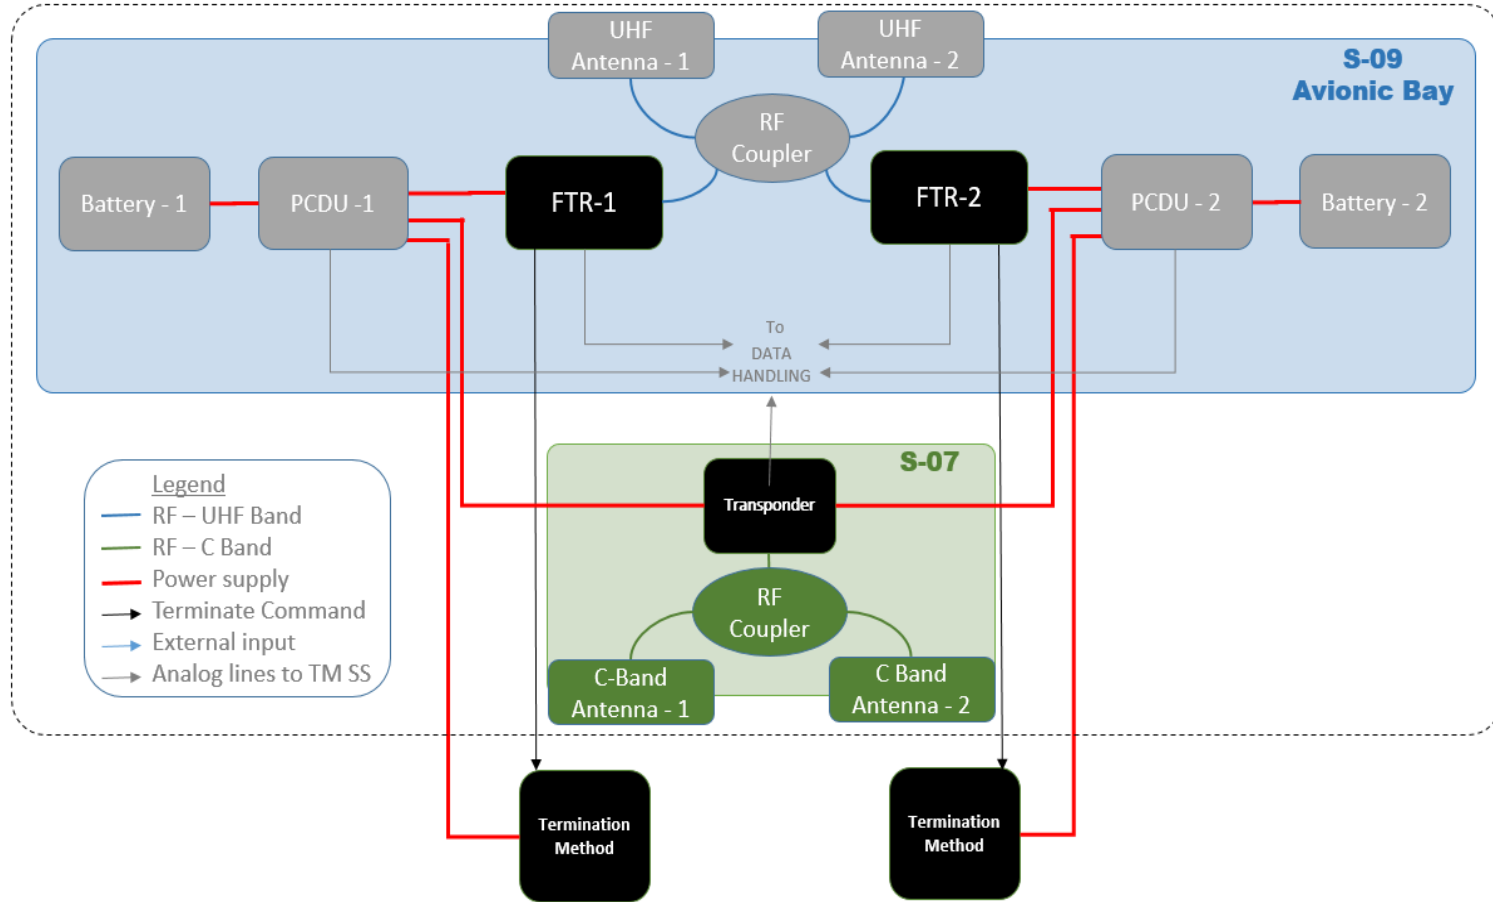 UHF
Antenna - 1
UHF
Antenna - 2
S-09
Avionic Bay
RF
Coupler
Battery - 1
PCDU -1
FTR-1
FTR-2
PCDU - 2
Battery - 2
To
DATA
HANDLING
S-07
Transponder
RF
Coupler
C-Band
Antenna - 1
C Band
Antenna - 2
Legend
RF – UHF Band
RF – C Band
Power supply
Terminate Command
External input
Analog lines to TM SS
Termination
Method
Termination
Method